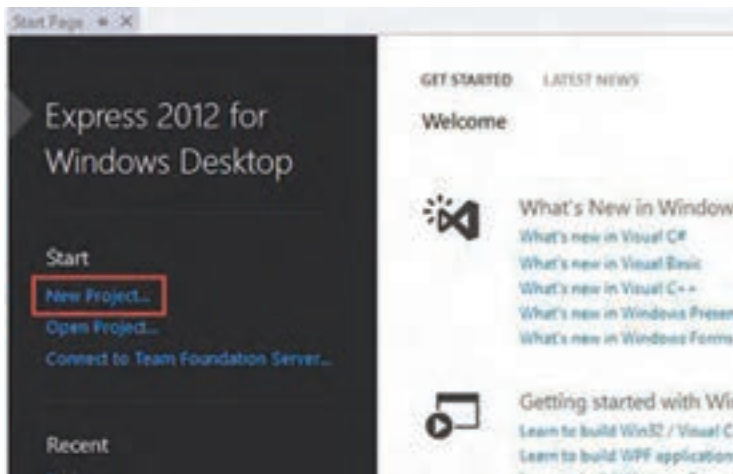 Start Page
Express 2012 for
Windows Desktop
Start
New Project...
Open Project...
Connect to Team Foundation Server...
Recent
GET STARTED LATEST NEWS
Welcome
What's New in Window
What's new in Visual C#
What's new in Visual Basic
What's new in Visual C++
What's new in Windows Presen
What's new in Windows Forms
Getting started with Wi
Learn to build Win32 / Visual C
Learn to build WPF application